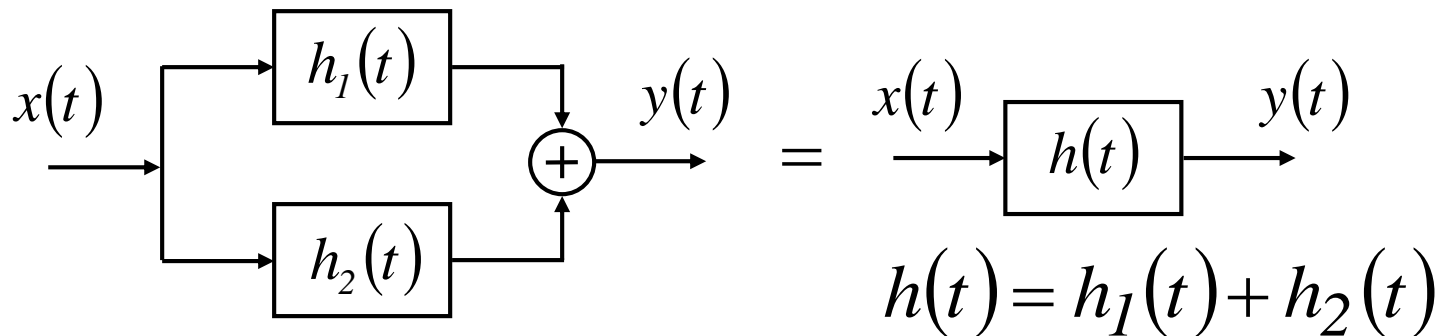 h₁(t)
x(t)
y(t)
+
h₂(t)
=
x(t)
y(t)
h(t)
h(t) = h₁(t) + h₂(t)